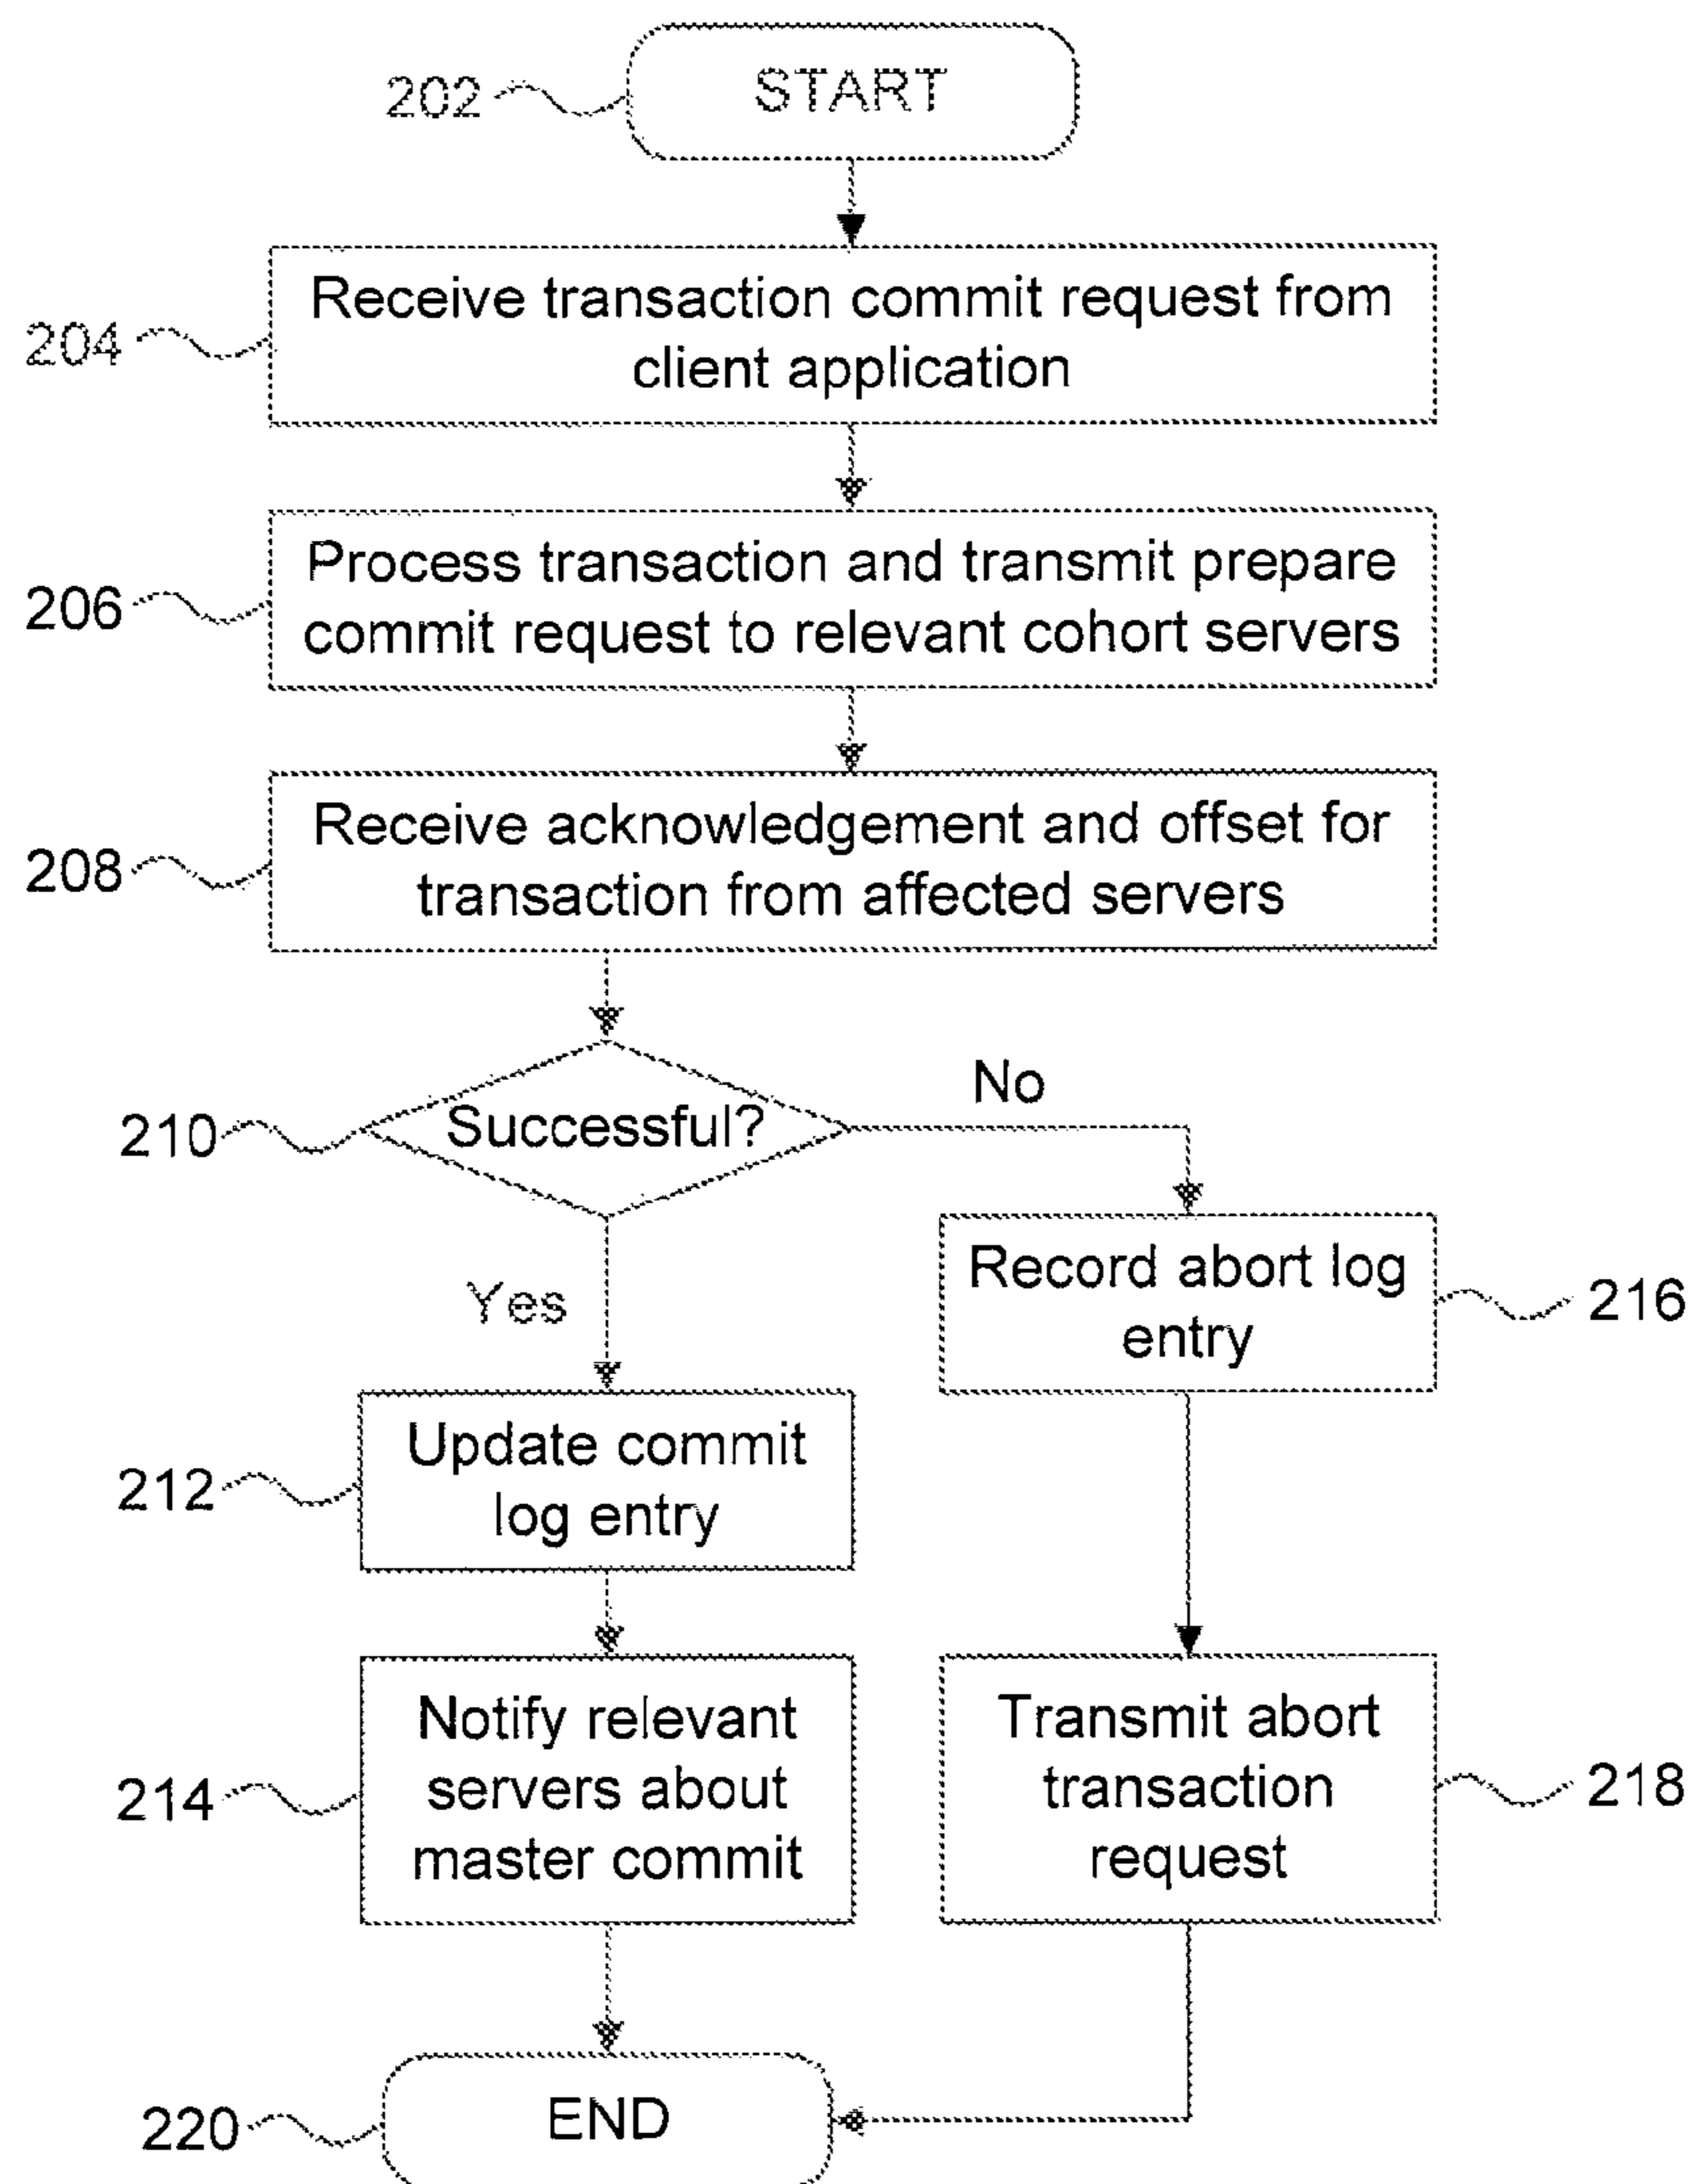 202
START
204
Receive transaction commit request from
client application
206
Process transaction and transmit prepare
commit request to relevant cohort servers
208
Receive acknowledgement and offset for
transaction from affected servers
210
Successful?
No
Yes
Record abort log
entry
216
212
Update commit
log entry
214
Notify relevant
servers about
master commit
Transmit abort
transaction
request
218
220
END